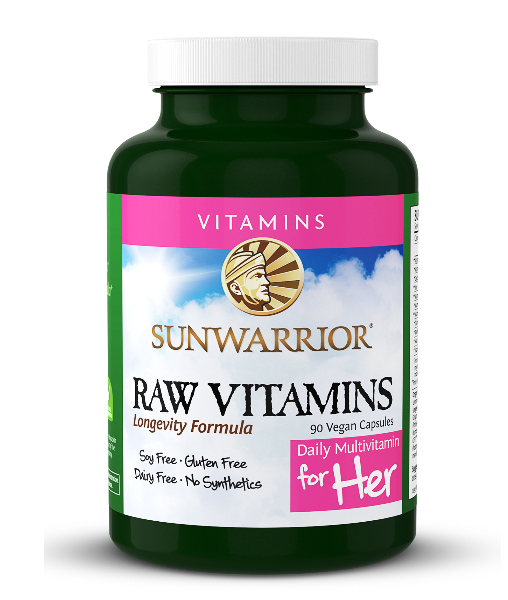 VITAMINS
SUNWARRIOR®
RAW VITAMINS
Longevity Formula
90 Vegan Capsules
Soy Free · Gluten Free
Dairy Free · No Synthetics
Daily Multivitamin
for Her